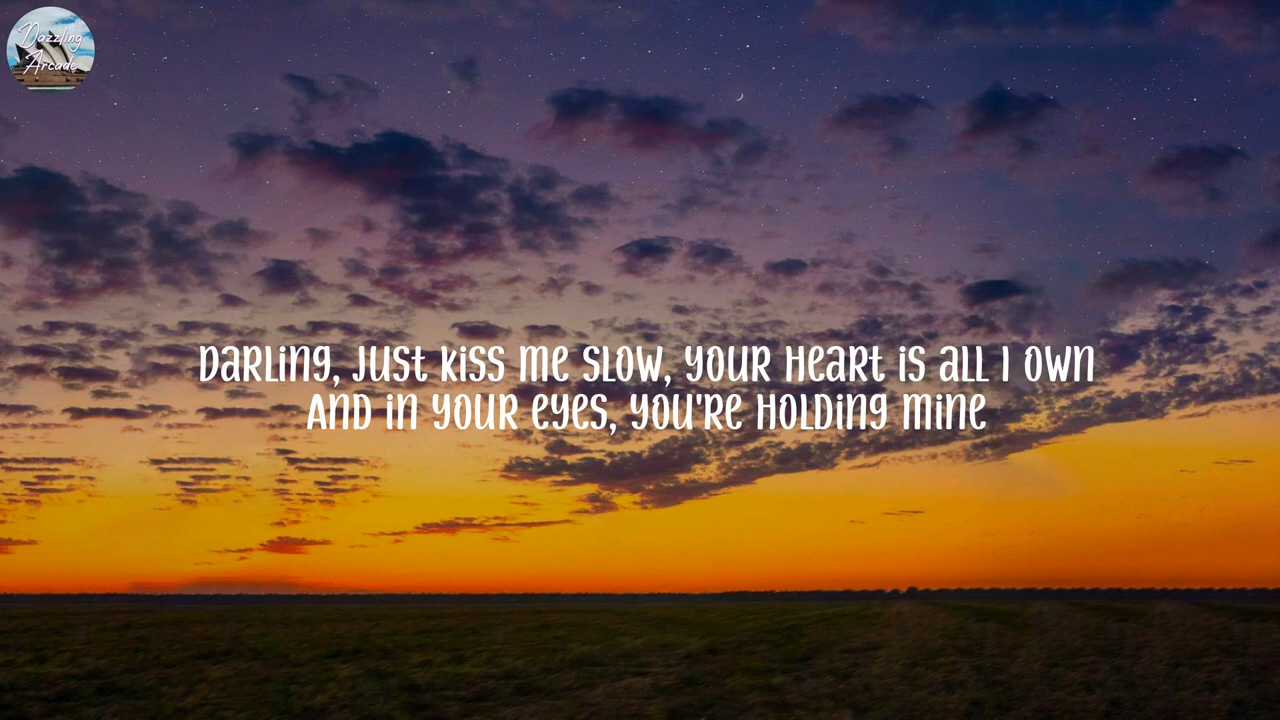 Dazzling
Arcade
Darling, just kiss me slow, your heart is all I own
And in your eyes, you're holding mine